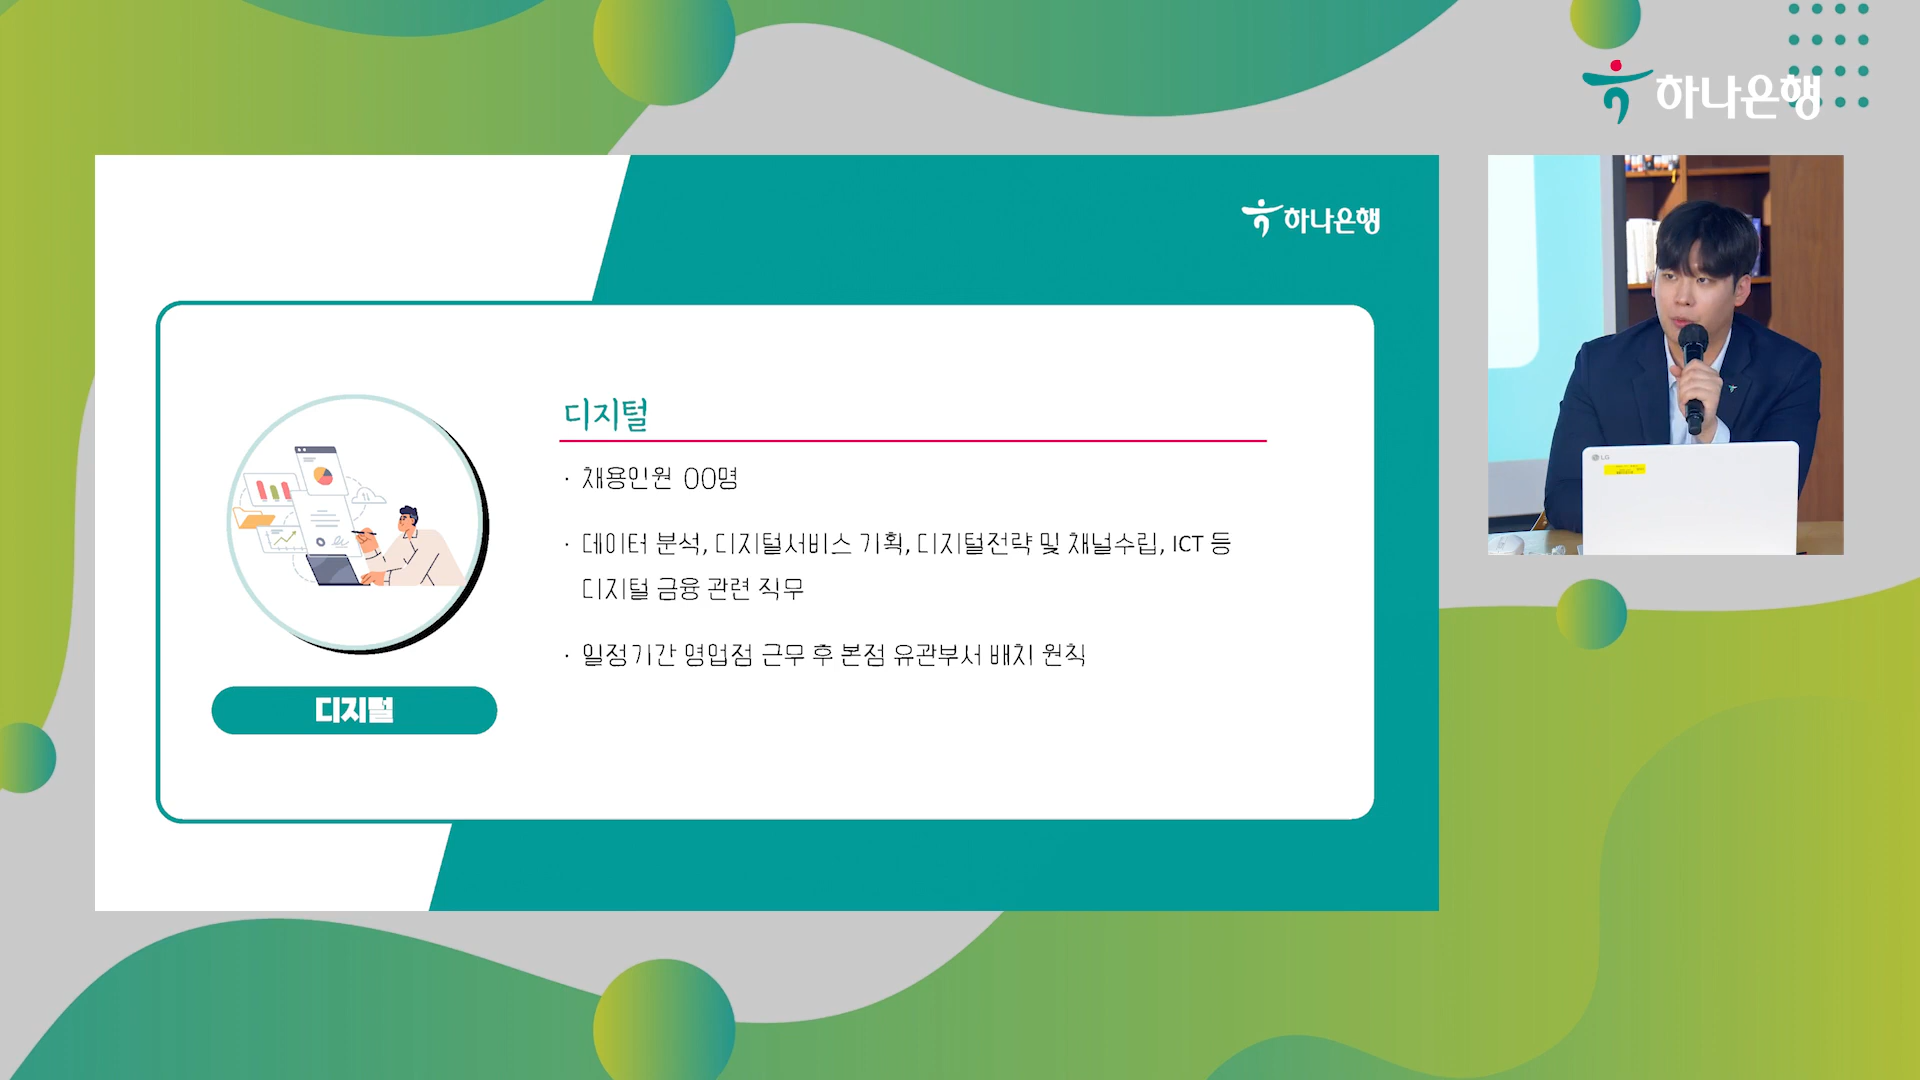 하나은행
하나은행
디지털
· 채용인원 00명
· 데이터 분석, 디지털서비스 기획, 디지털전략 및 채널수립, ICT 등
디지털 금융 관련 직무
· 일정기간 영업점 근무 후 본점 유관부서 배치 원칙
디지털
LG